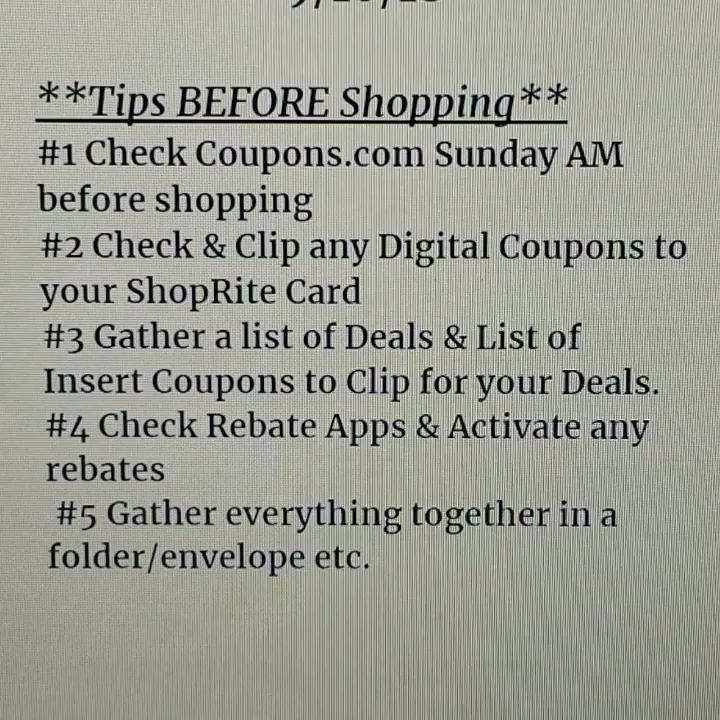 **Tips BEFORE Shopping**
#1 Check Coupons.com Sunday AM
before shopping
#2 Check & Clip any Digital Coupons to
your ShopRite Card
#3 Gather a list of Deals & List of
Insert Coupons to Clip for your Deals.
#4 Check Rebate Apps & Activate any
rebates
#5 Gather everything together in a
folder/envelope etc.